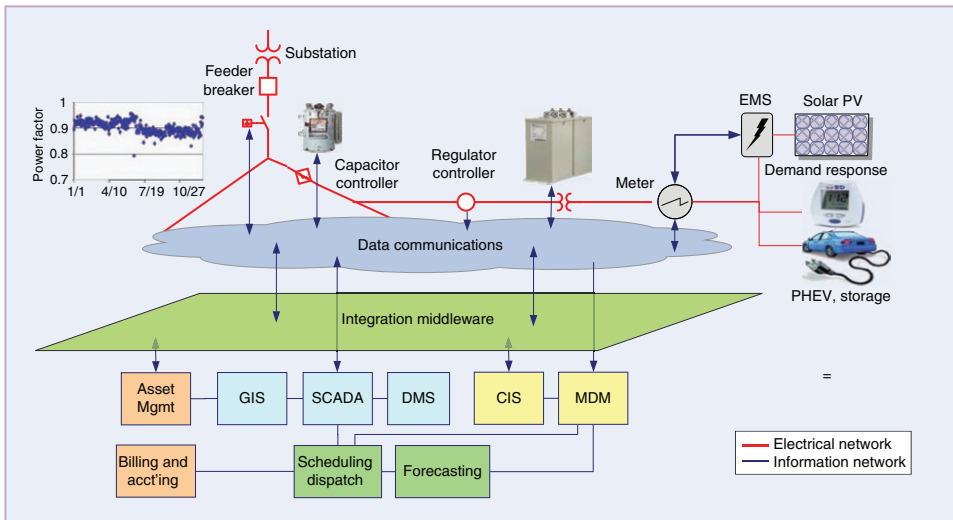 Substation
Feeder
breaker
EMS
Solar PV
Power factor
1
0.9
0.8
0.7
1/1
4/10
7/19
10/27
Capacitor
controller
Regulator
controller
Meter
Demand response
Data communications
PHEV, storage
Integration middleware
=
Asset
Mgmt
GIS
SCADA
DMS
CIS
MDM
Billing and
acct'ing
Scheduling
dispatch
Forecasting
Electrical network
Information network